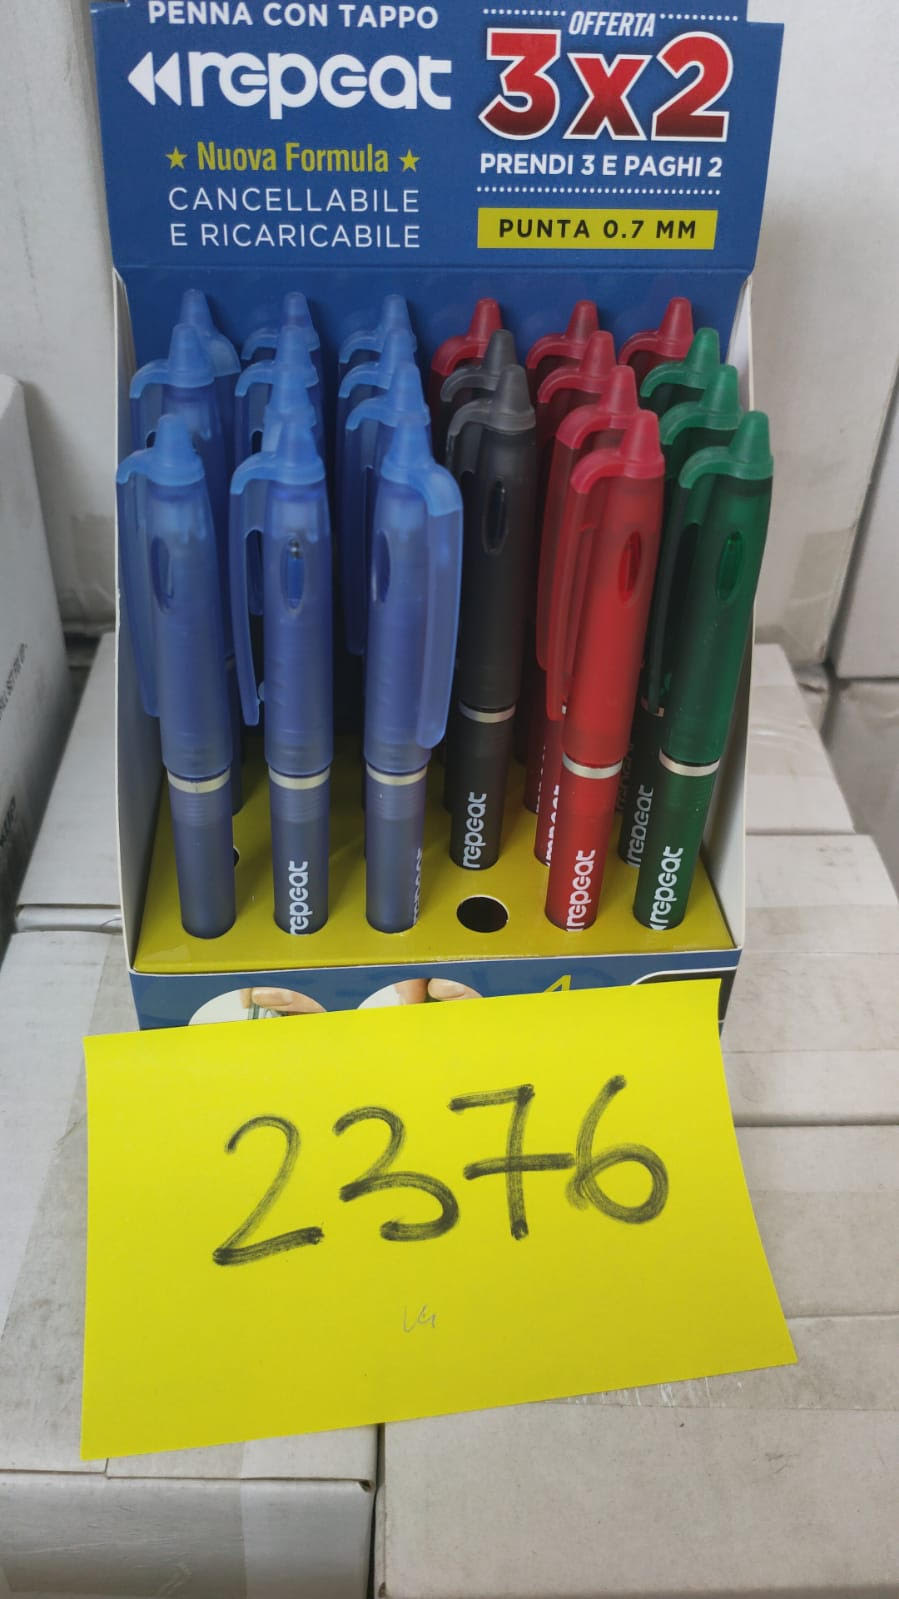 PENNA CON TAPPO
repeat
Nuova Formula
CANCELLABILE
E RICARICABILE
OFFERTA
3x2
PRENDI 3 E PAGHI 2
PUNTA 0.7 MM
repeat
repeat
repeat
repeat
repeat
repeat
2376